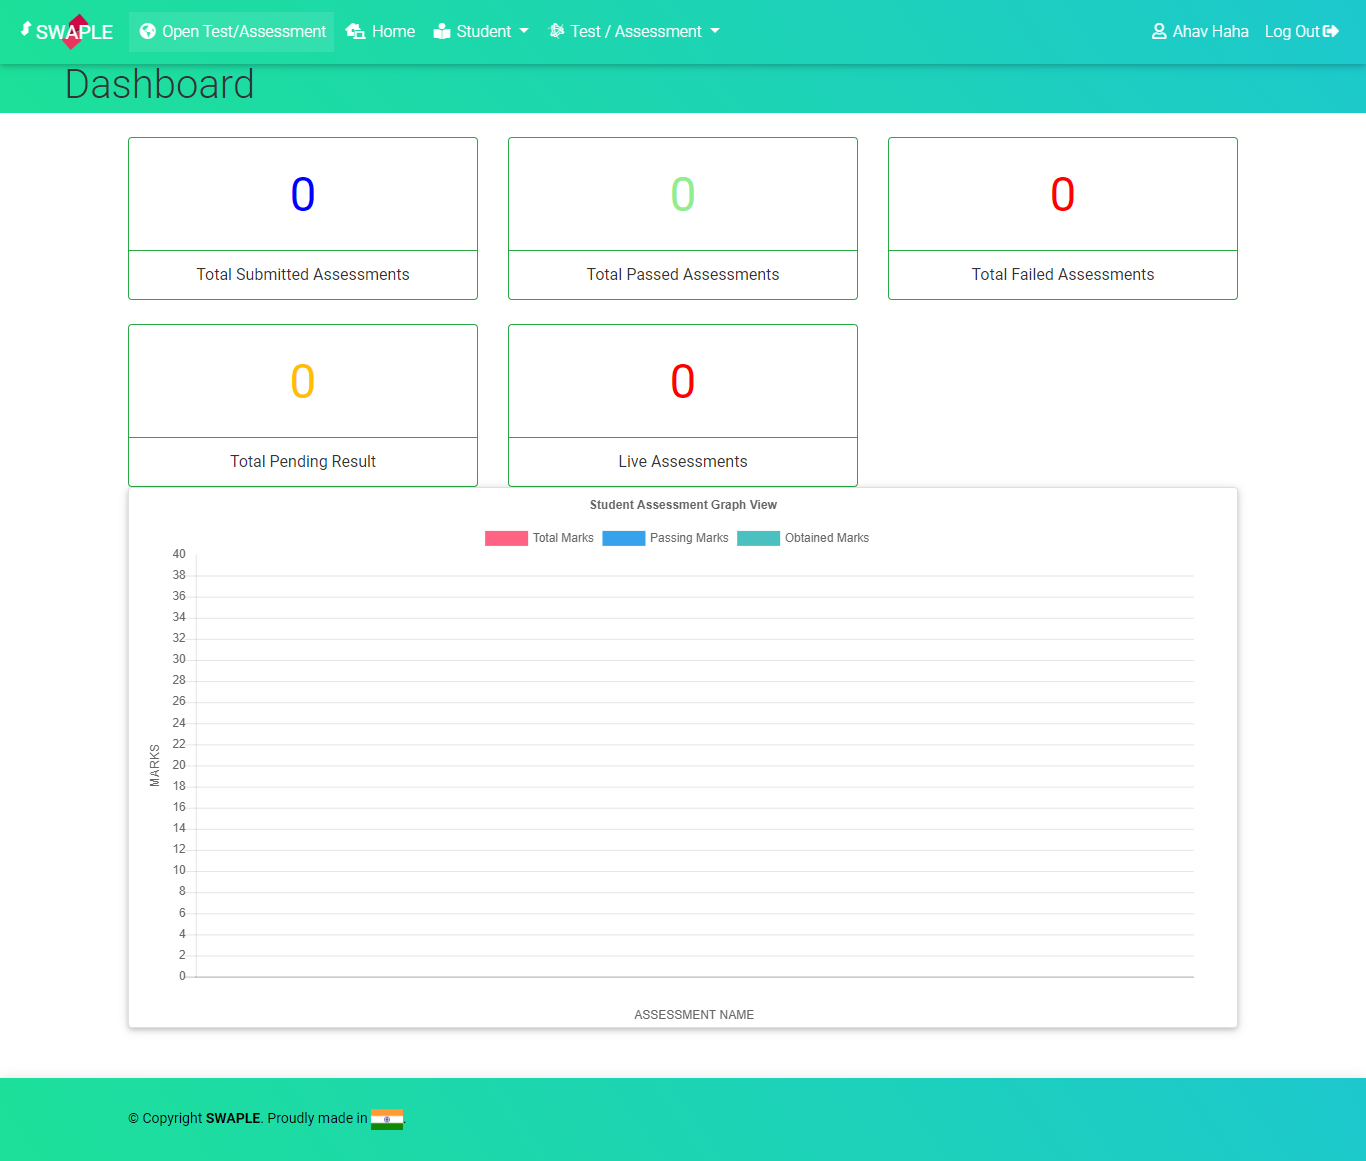 SWAPLE Open Test/Assessment Home Student Test / Assessment Ahav Haha Log Out
Dashboard
0 0 0
Total Submitted Assessments Total Passed Assessments Total Failed Assessments
0 0
Total Pending Result Live Assessments
Student Assessment Graph View
Total Marks Passing Marks Obtained Marks
40
38
36
34
32
30
28
26
24
22
20
18
16
14
12
10
8
6
4
2
0
MARKS
ASSESSMENT NAME
© Copyright SWAPLE. Proudly made in .